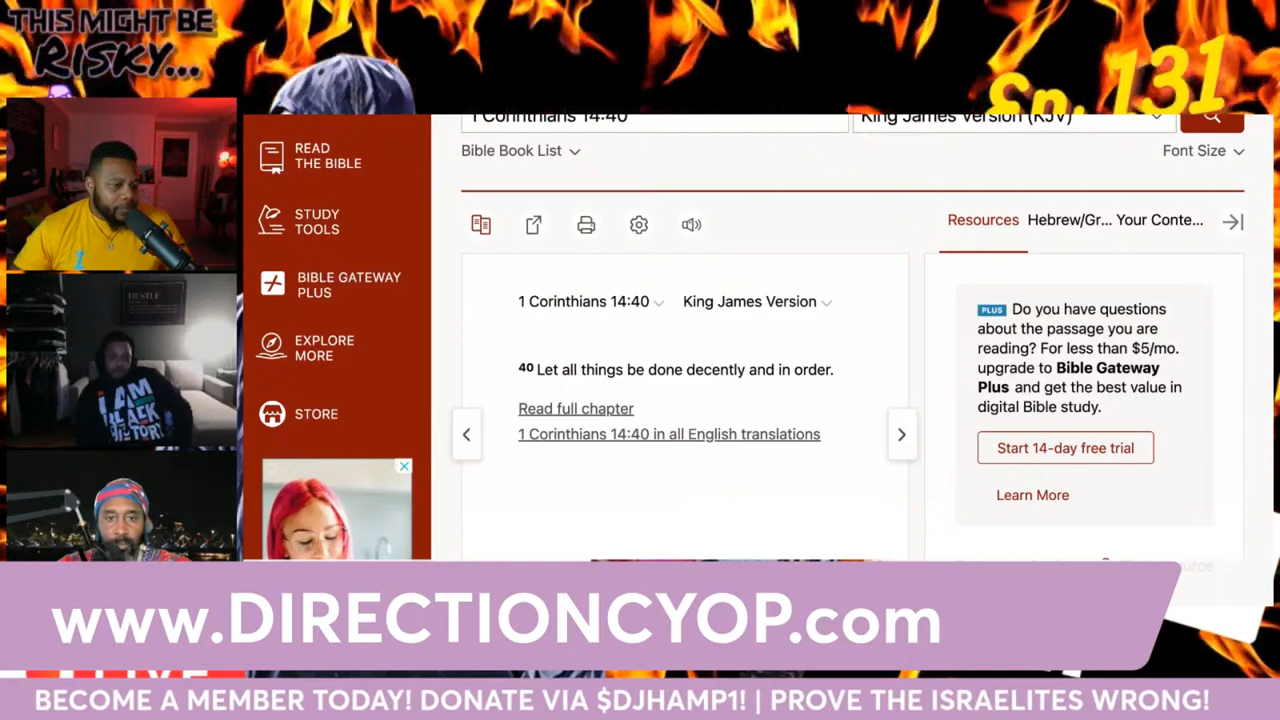 THIS MIGHT BE
RISKY...
Ep. 131
1 Corinthians 14:40
King James Version (KJV)
Bible Book List
Font Size
READ
THE BIBLE
STUDY
TOOLS
BIBLE GATEWAY
PLUS
EXPLORE
MORE
STORE
Resources
Hebrew/Gr...
Your Conte...
1 Corinthians 14:40
King James Version
40 Let all things be done decently and in order.
Read full chapter
1 Corinthians 14:40 in all English translations
PLUS Do you have questions
about the passage you are
reading? For less than $5/mo.
upgrade to Bible Gateway
Plus and get the best value in
digital Bible study.
Start 14-day free trial
Learn More
HUSTLE
I AM
BLACK
HISTORY
www.DIRECTIONCYOP.com
BECOME A MEMBER TODAY! DONATE VIA $DJHAMP1! | PROVE THE ISRAELITES WRONG!